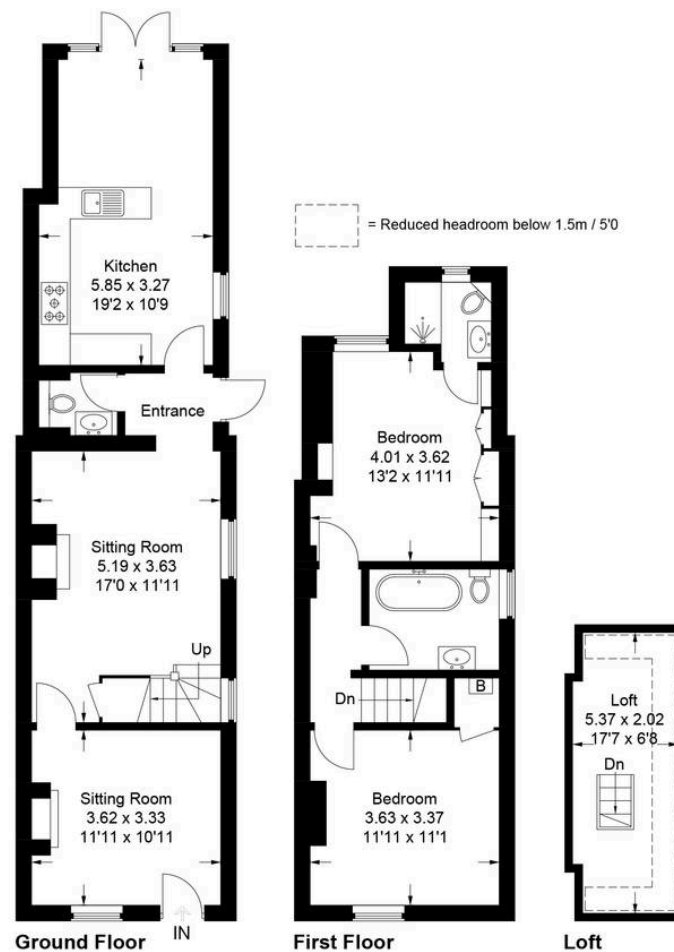 = Reduced headroom below 1.5m / 5'0
Kitchen
5.85 x 3.27
19'2 x 10'9
Entrance
Sitting Room
5.19 x 3.63
17'0 x 11'11
Up
Sitting Room
3.62 x 3.33
11'11 x 10'11
IN
Ground Floor
Bedroom
4.01 x 3.62
13'2 x 11'11
Dn
B
Bedroom
3.63 x 3.37
11'11 x 11'1
First Floor
Loft
5.37 x 2.02
17'7 x 6'8
Dn
Loft